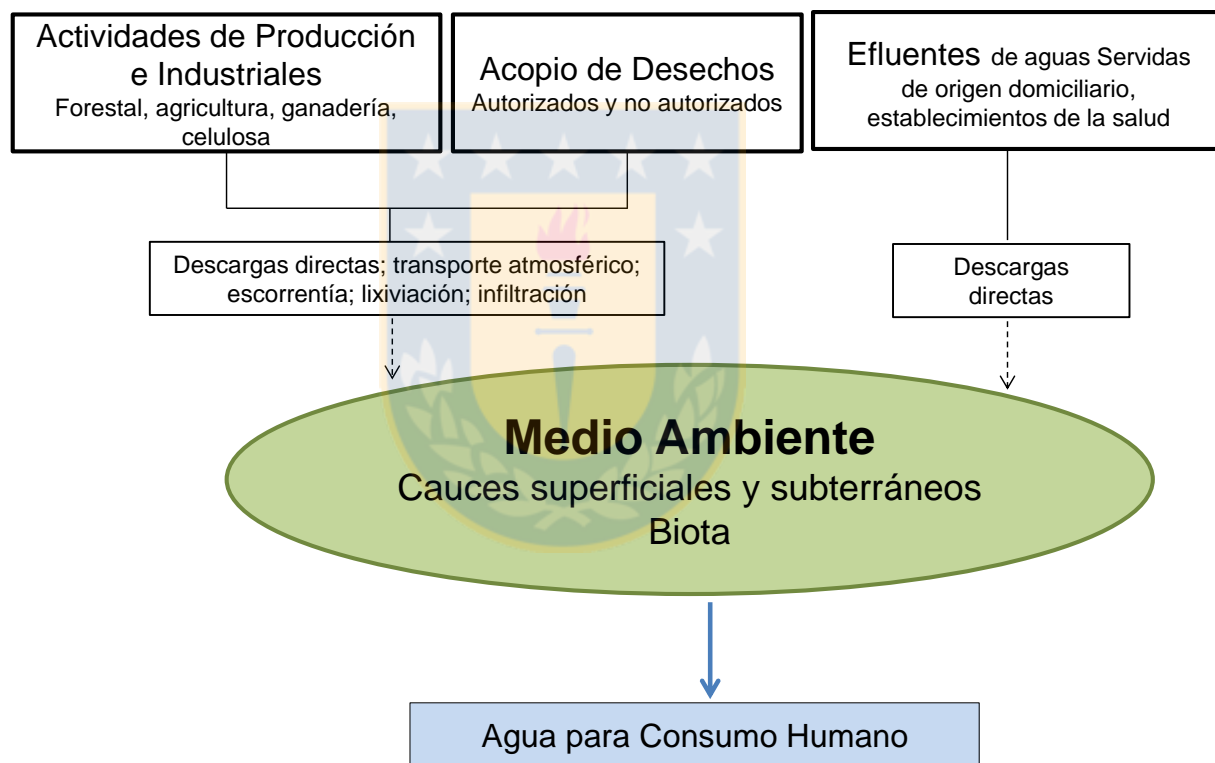 Actividades de Producción
e Industriales
Forestal, agricultura, ganadería,
celulosa
Acopio de Desechos
Autorizados y no autorizados
Efluentes de aguas Servidas
de origen domiciliario,
establecimientos de la salud
Descargas directas; transporte atmosférico;
escorrentía; lixiviación; infiltración
Descargas
directas
Medio Ambiente
Cauces superficiales y subterráneos
Biota
Agua para Consumo Humano